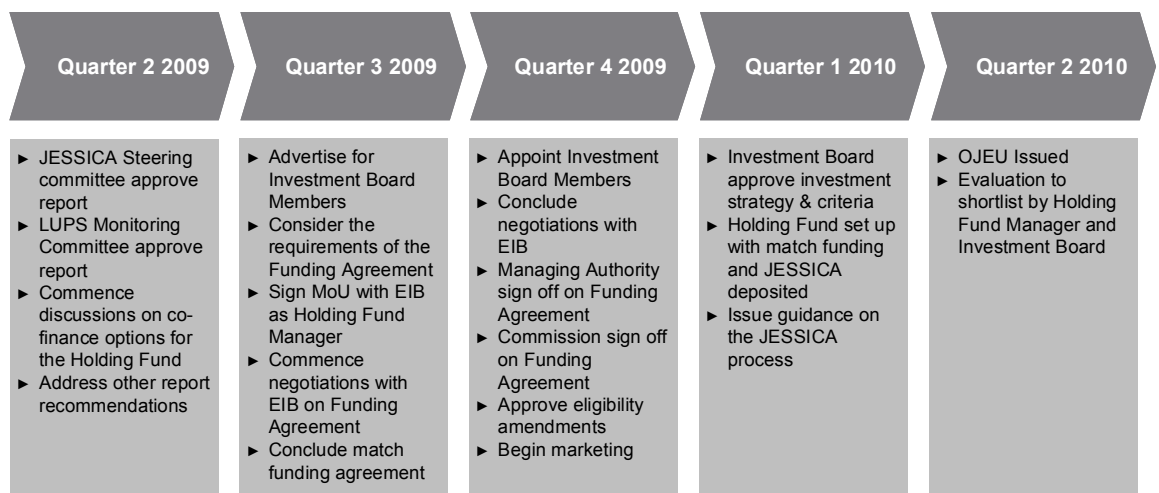 Quarter 2 2009
Quarter 3 2009
Quarter 4 2009
Quarter 1 2010
Quarter 2 2010
► JESSICA Steering
committee approve
report
► LUPS Monitoring
Committee approve
report
► Commence
discussions on co-
finance options for
the Holding Fund
► Address other report
recommendations
► Advertise for
Investment Board
Members
► Consider the
requirements of the
Funding Agreement
► Sign MoU with EIB
as Holding Fund
Manager
► Commence
negotiations with
EIB on Funding
Agreement
► Conclude match
funding agreement
► Appoint Investment
Board Members
► Conclude
negotiations with
EIB
► Managing Authority
sign off on Funding
Agreement
► Commission sign off
on Funding
Agreement
► Approve eligibility
amendments
► Begin marketing
► Investment Board
approve investment
strategy & criteria
► Holding Fund set up
with match funding
and JESSICA
deposited
► Issue guidance on
the JESSICA
process
► OJEU Issued
► Evaluation to
shortlist by Holding
Fund Manager and
Investment Board